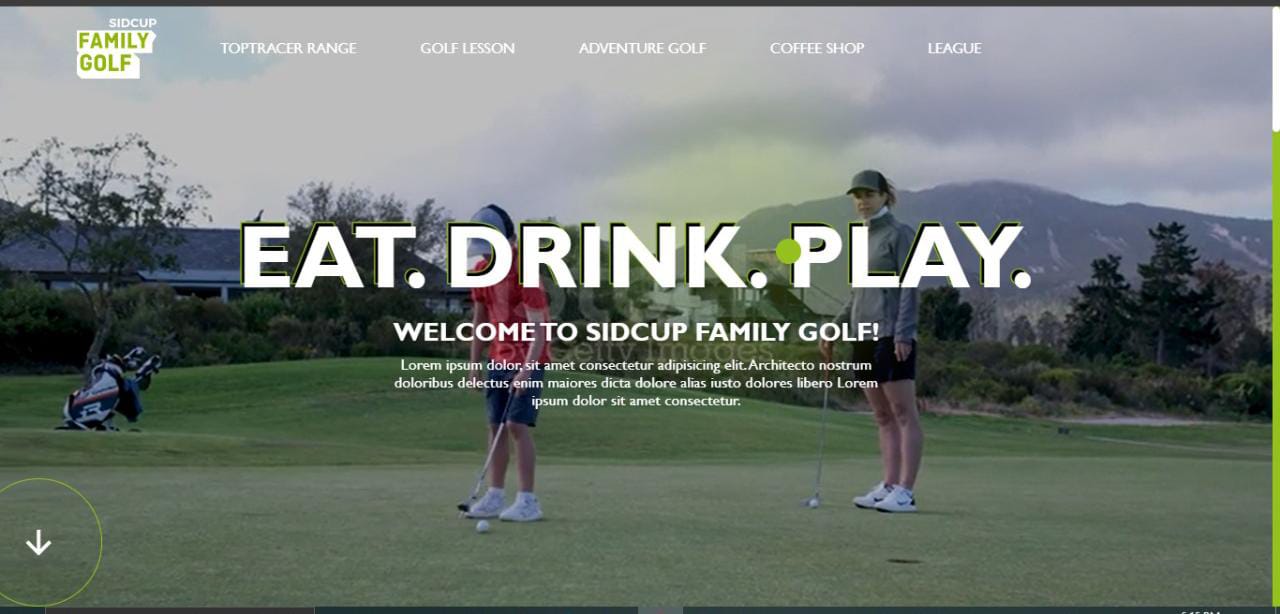 SIDCUP
FAMILY
GOLF
TOPTRACER RANGE
GOLF LESSON
ADVENTURE GOLF
COFFEE SHOP
LEAGUE
EAT. DRINK. PLAY.
WELCOME TO SIDCUP FAMILY GOLF!
Lorem ipsum dolor, sit amet consectetur adipisicing elit. Architecto nostrum
doloribus delectus enim maiores dicta dolore alias iusto dolores libero Lorem
ipsum dolor sit amet consectetur.